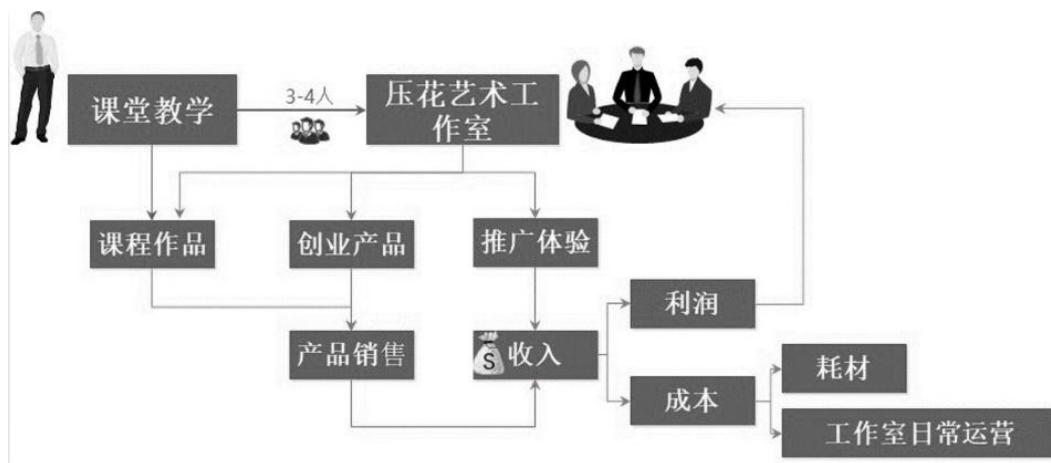 课堂教学
3-4人
压花艺术工
作室
课程作品
创业产品
推广体验
产品销售
$
收入
利润
成本
耗材
工作室日常运营